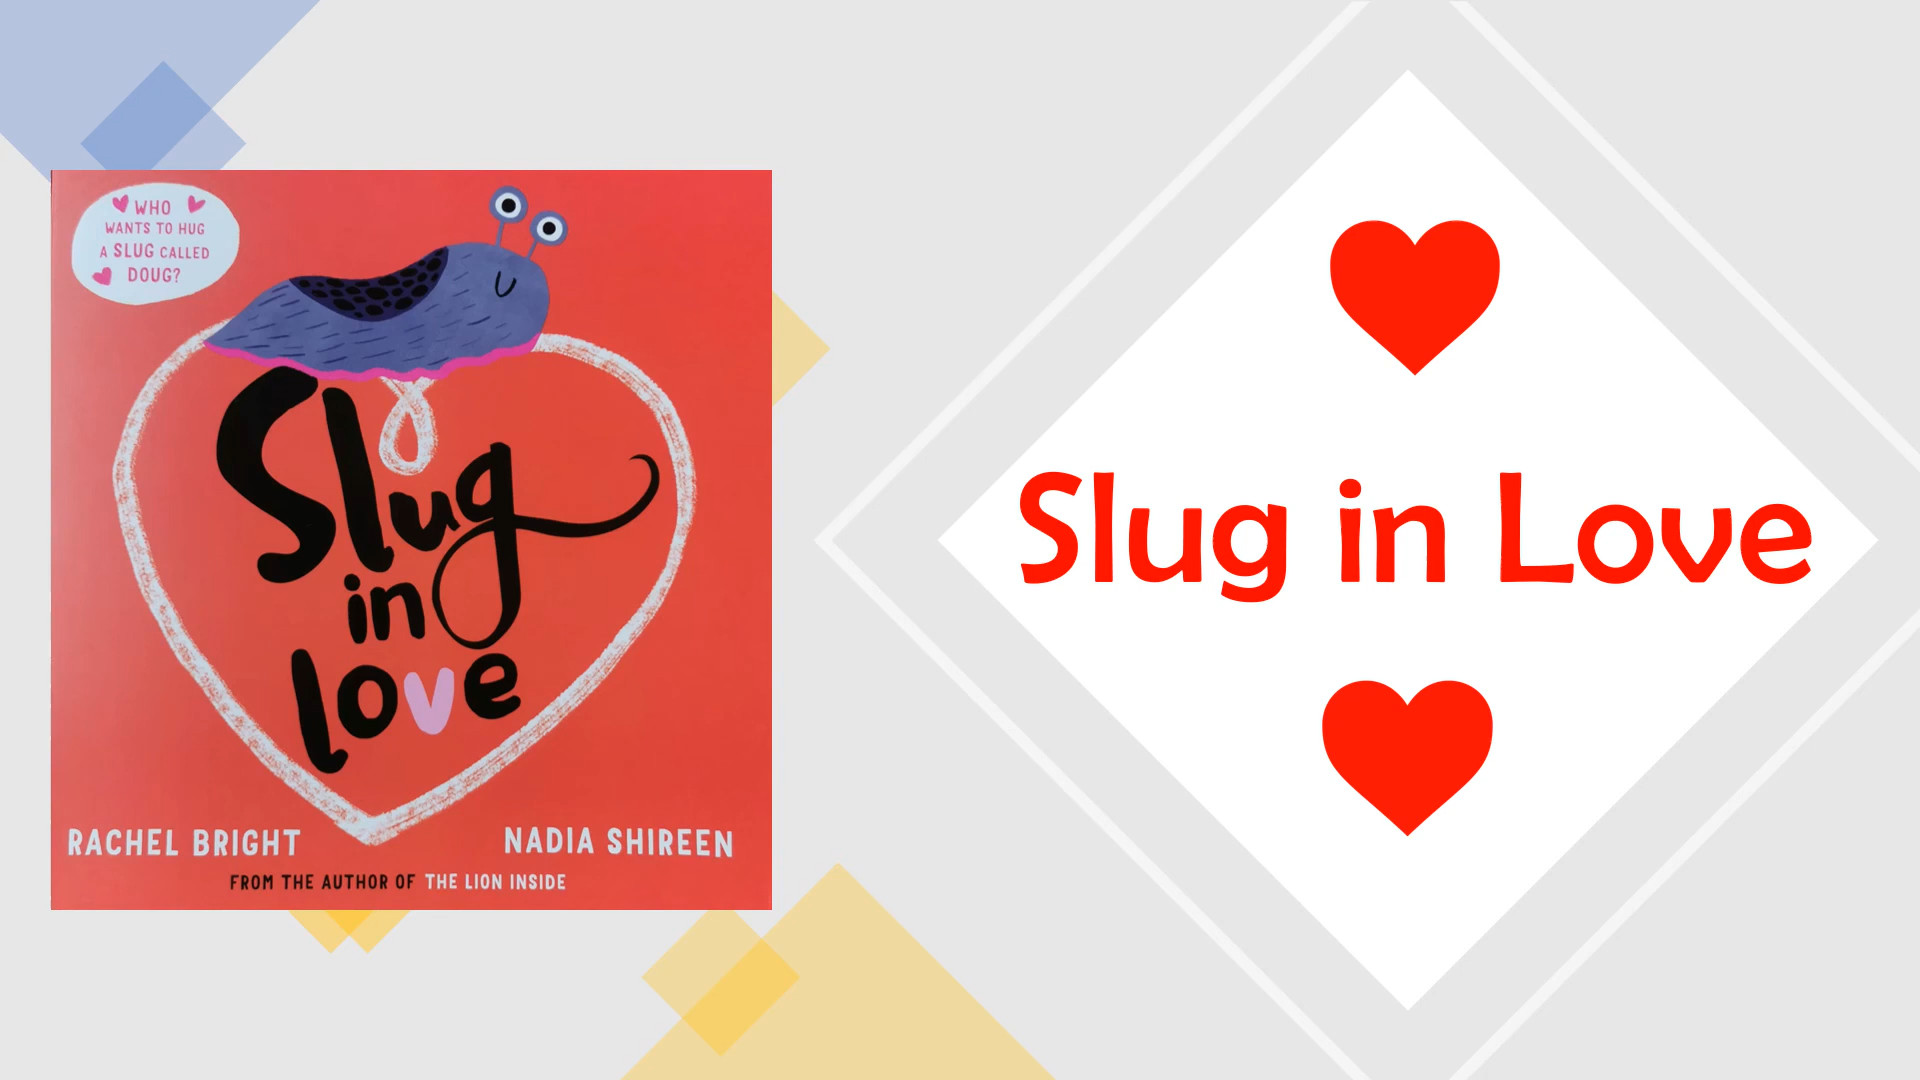 WHO
WANTS TO HUG
A SLUG CALLED
DOUG?
Slug
in
love
RACHEL BRIGHT
NADIA SHIREEN
FROM THE AUTHOR OF THE LION INSIDE
Slug in Love